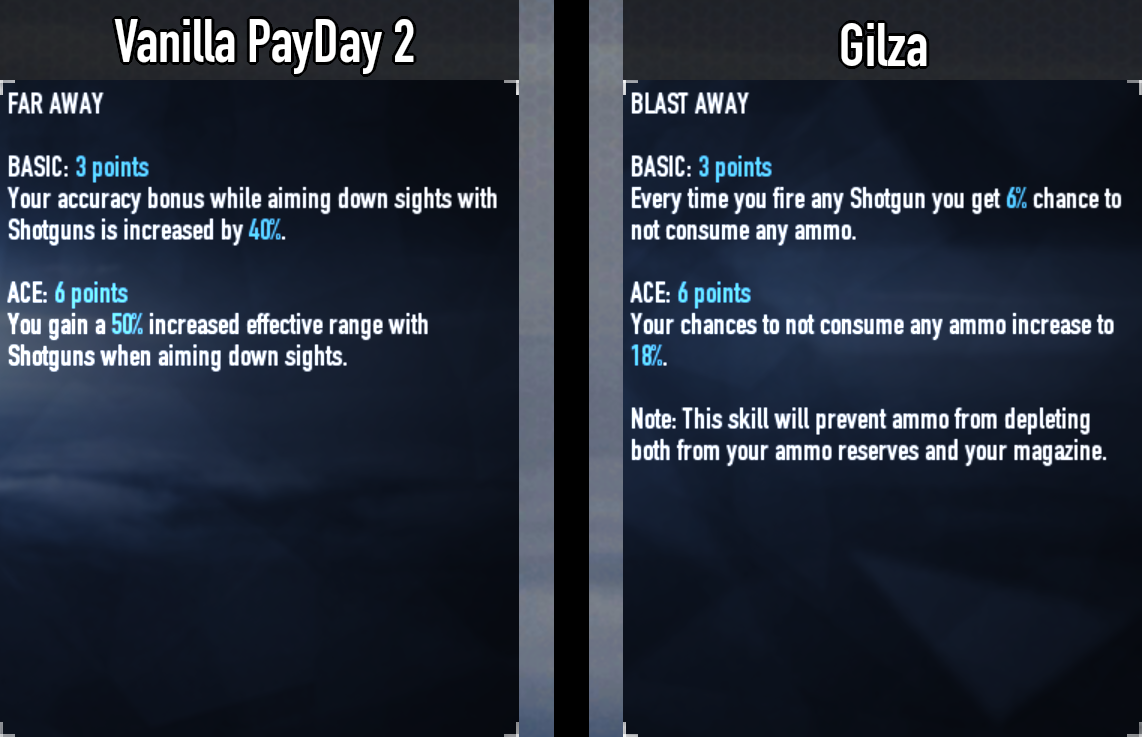 Vanilla PayDay 2
FAR AWAY
BASIC: 3 points
Your accuracy bonus while aiming down sights with
Shotguns is increased by 40%.
ACE: 6 points
You gain a 50% increased effective range with
Shotguns when aiming down sights.
Gilza
BLAST AWAY
BASIC: 3 points
Every time you fire any Shotgun you get 6% chance to
not consume any ammo.
ACE: 6 points
Your chances to not consume any ammo increase to
18%.
Note: This skill will prevent ammo from depleting
both from your ammo reserves and your magazine.